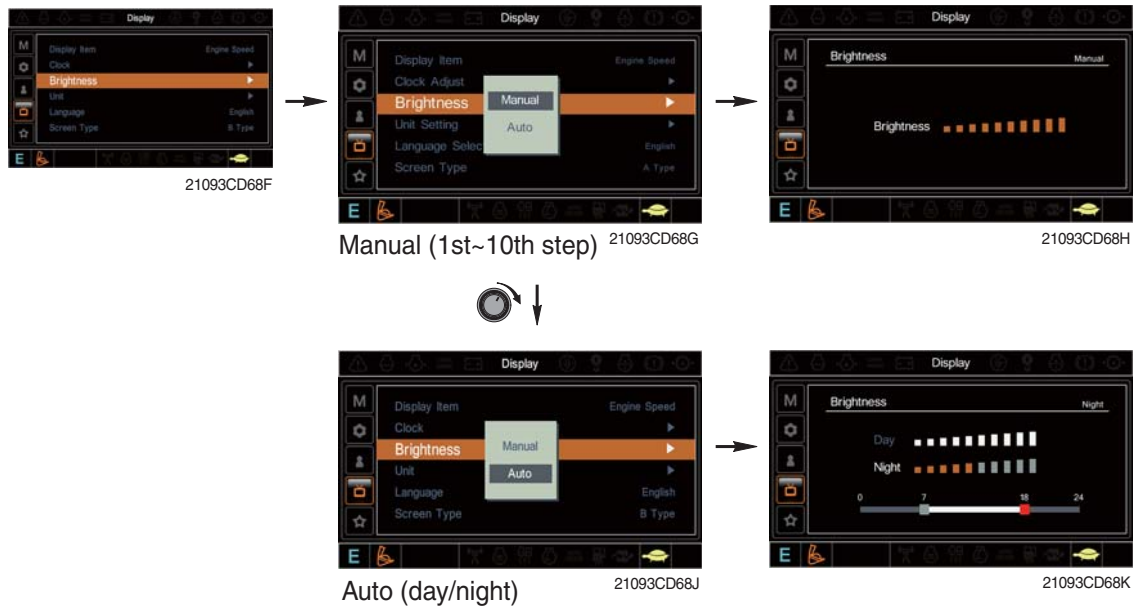 Display
M
Display Item Engine Speed
Clock
Brightness
Unit
Language English
Screen Type B Type
E
21093CD68F
Display
M
Display Item Engine Speed
Clock Adjust
Brightness
Manual
Auto
Unit Setting
Language Selec English
Screen Type A Type
E
Manual (1st~10th step) 21093CD68G
Display
M
Brightness Manual
Brightness
E
21093CD68H
Display
M
Display Item Engine Speed
Clock
Brightness
Manual
Auto
Unit
Language English
Screen Type B Type
E
Auto (day/night) 21093CD68J
Display
M
Brightness Night
Day
Night
0 7 18 24
E
21093CD68K